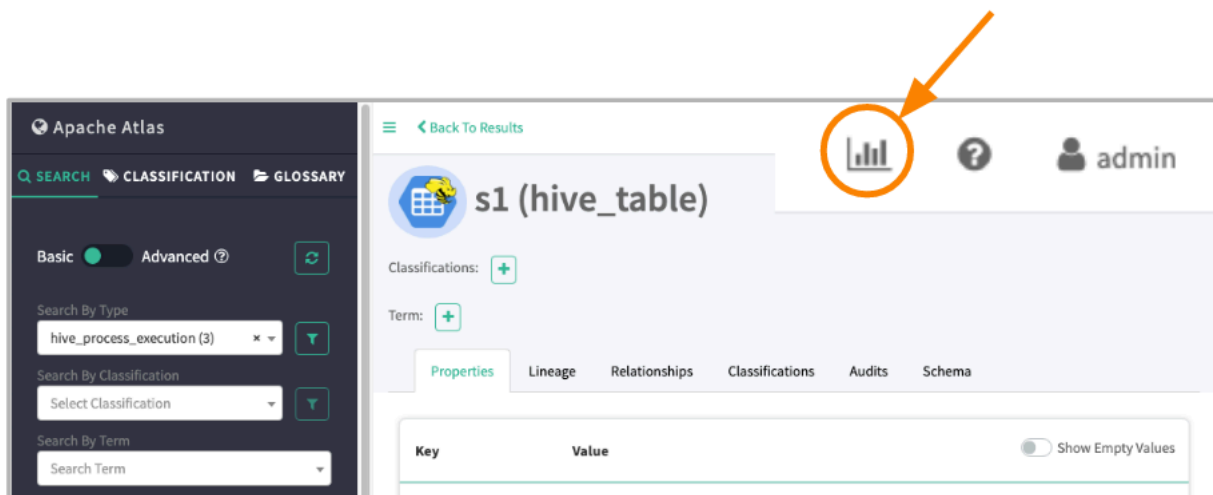 Apache Atlas
SEARCH CLASSIFICATION GLOSSARY
Basic Advanced ?
Search By Type
hive_process_execution (3) ×
Search By Classification
Select Classification
Search By Term
Search Term
Back To Results
? admin
s1 (hive_table)
Classifications: +
Term: +
Properties Lineage Relationships Classifications Audits Schema
Key Value Show Empty Values